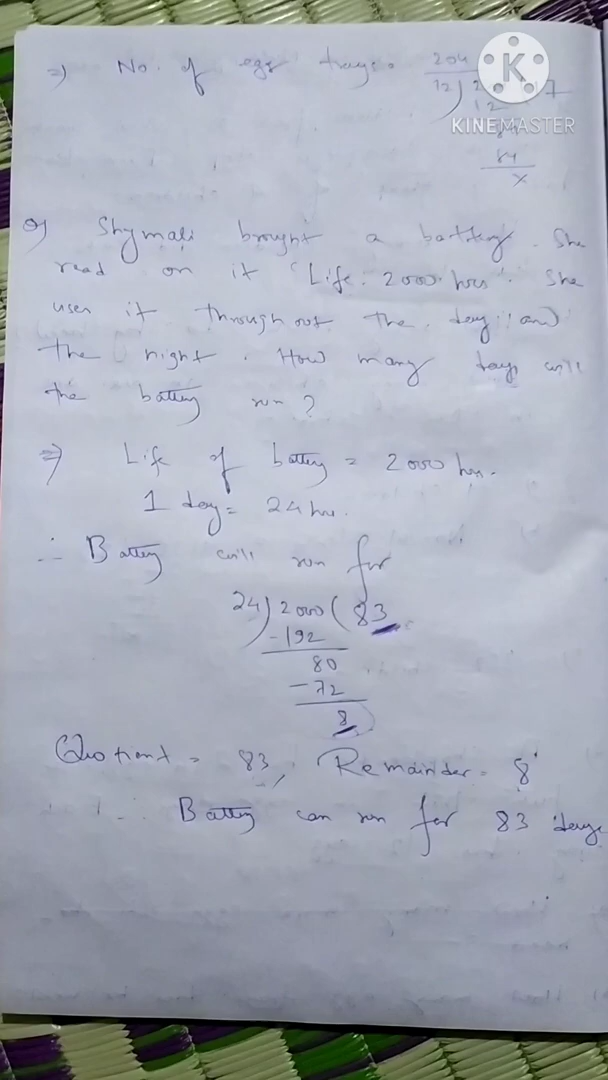 ⇒) No. of egg trays = 204
12) 2 7
12
84
84
x
KINEMASTER
Q) Shymali brought a battery. She
read on it 'Life. 2000 hrs'. She
uses it throughout the day and
the night. How many days will
the battery run?
⇒) Life of battery = 2000 hrs.
1 day = 24 hrs.
∴ Battery will run for
24) 2000 ( 83
-192
80
-72
8
Quotient = 83, Remainder = 8
∴ Battery can run for 83 days